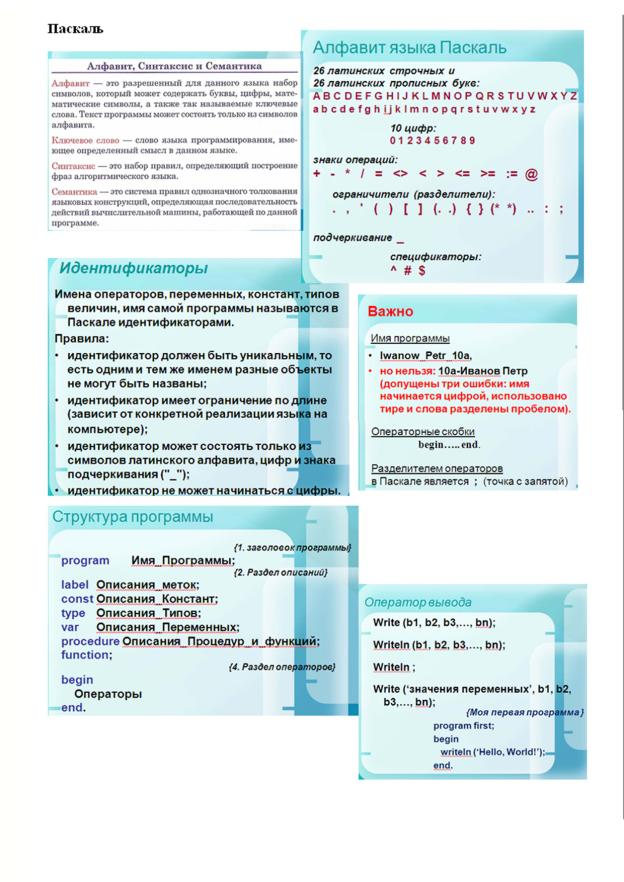 Паскаль
Алфавит, Синтаксис и Семантика
Алфавит — это разрешенный для данного языка набор
символов, который может содержать буквы, цифры, мате-
матические символы, а также так называемые ключевые
слова. Текст программы может состоять только из символов
алфавита.
Ключевое слово — слово языка программирования, име-
ющее определенный смысл в данном языке.
Синтаксис — это набор правил, определяющий построение
фраз алгоритмического языка.
Семантика — это система правил однозначного толкования
языковых конструкций, определяющая последовательность
действий вычислительной машины, работающей по данной
программе.
Алфавит языка Паскаль
26 латинских строчных и
26 латинских прописных букв:
A B C D E F G H I J K L M N O P Q R S T U V W X Y Z
a b c d e f g h i j k l m n o p q r s t u v w x y z
10 цифр:
0 1 2 3 4 5 6 7 8 9
знаки операций:
+ - * / = <> < > <= >= := @
ограничители (разделители):
. , ' ( ) [ ] (. .) { } (* *) .. : ;
подчеркивание _
спецификаторы:
^ # $
Идентификаторы
Имена операторов, переменных, констант, типов
величин, имя самой программы называются в
Паскале идентификаторами.
Правила:
• идентификатор должен быть уникальным, то
есть одним и тем же именем разные объекты
не могут быть названы;
• идентификатор имеет ограничение по длине
(зависит от конкретной реализации языка на
компьютере);
• идентификатор может состоять только из
символов латинского алфавита, цифр и знака
подчеркивания ("_");
• идентификатор не может начинаться с цифры.
Важно
Имя программы
• Iwanow_Petr_10a,
• но нельзя: 10а-Иванов Петр
(допущены три ошибки: имя
начинается цифрой, использовано
тире и слова разделены пробелом).
Операторные скобки
begin….. end.
Разделителем операторов
в Паскале является ; (точка с запятой)
Структура программы
{1. заголовок программы}
program Имя_Программы;
{2. Раздел описаний}
label Описания_меток;
const Описания_Констант;
type Описания_Типов;
var Описания_Переменных;
procedure Описания_Процедур_и_функций;
function;
{4. Раздел операторов}
begin
Операторы
end.
Оператор вывода
Write (b1, b2, b3,…, bn);
Writeln (b1, b2, b3,…, bn);
Writeln ;
Write (‘значения переменных’, b1, b2,
b3,…, bn);
{Моя первая программа }
program first;
begin
writeln (‘Hello, World!’);
end.